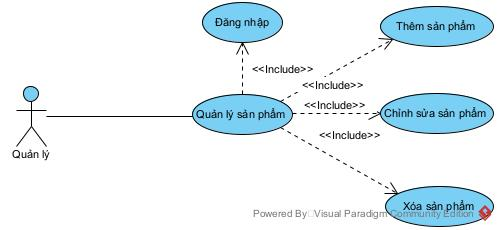 Đăng nhập
Thêm sản phẩm
<<Include>>
<<Include>>
<<Include>>
Quản lý sản phẩm
Chỉnh sửa sản phẩm
<<Include>>
Quản lý
Xóa sản phẩm
Powered By Visual Paradigm Community Edition